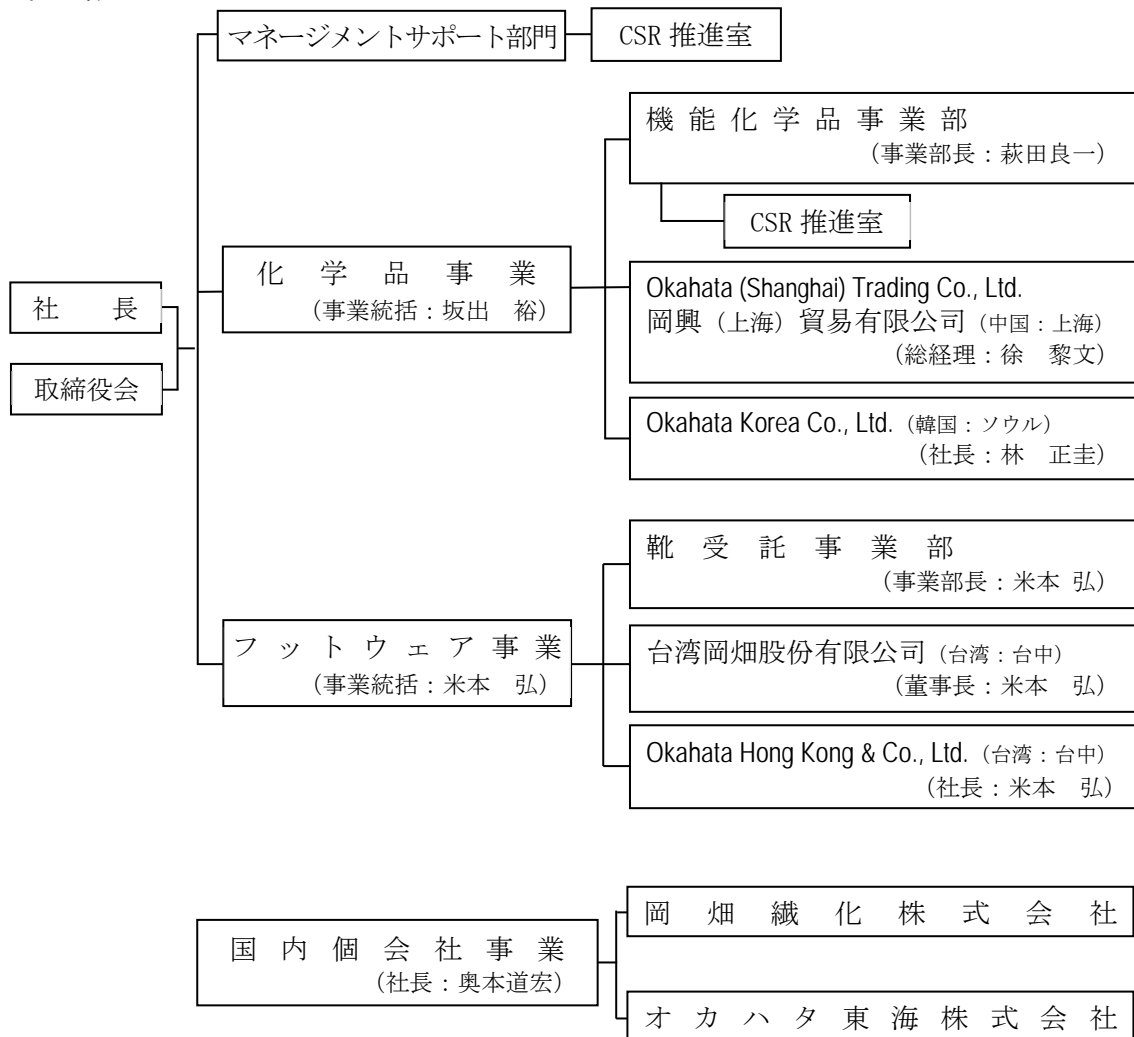 マネージメントサポート部門
CSR 推進室
機能化学品事業部
（事業部長：萩田良一）
CSR 推進室
化学品事業
（事業統括：坂出　裕）
Okahata (Shanghai) Trading Co., Ltd.
岡興（上海）貿易有限公司（中国：上海）
（総経理：徐　黎文）
社　長
取締役会
Okahata Korea Co., Ltd.（韓国：ソウル）
（社長：林　正圭）
靴受託事業部
（事業部長：米本 弘）
フットウェア事業
（事業統括：米本　弘）
台湾岡畑股份有限公司（台湾：台中）
（董事長：米本　弘）
Okahata Hong Kong & Co., Ltd.（台湾：台中）
（社長：米本　弘）
国内個会社事業
（社長：奥本道宏）
岡畑繊化株式会社
オカハタ東海株式会社